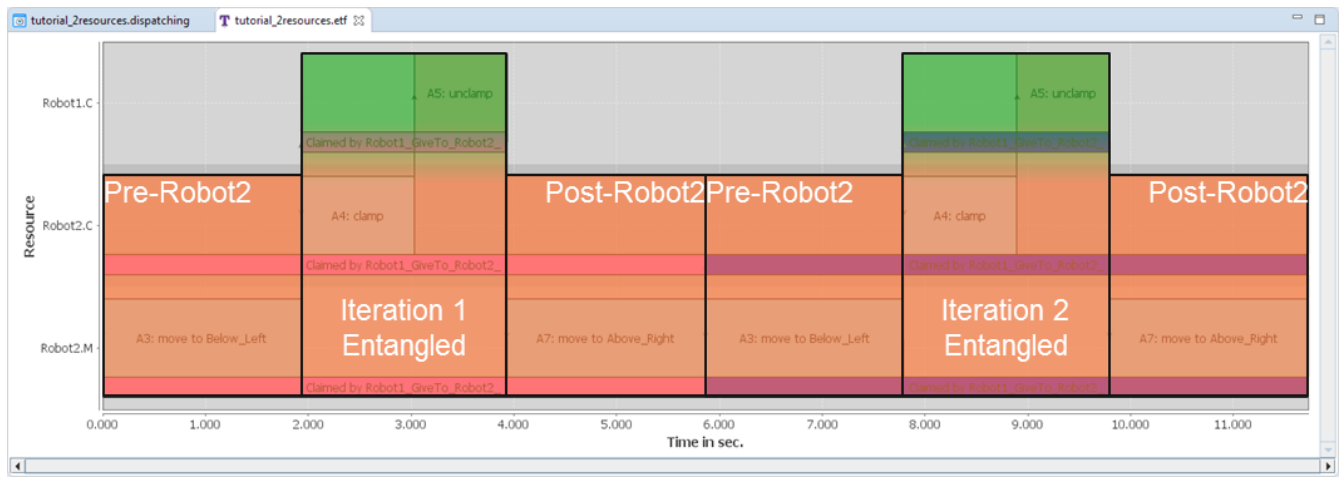 tutorial_2resources.dispatching
tutorial_2resources.etf
Robot1.C
A5: unclamp
A5: unclamp
Claimed by Robot1_GiveTo_Robot2_
Claimed by Robot1_GiveTo_Robot2_
Pre-Robot2
Post-Robot2
Pre-Robot2
Post-Robot2
Resource
Robot2.C
A4: clamp
A4: clamp
Claimed by Robot1_GiveTo_Robot2_
Claimed by Robot1_GiveTo_Robot2_
Iteration 1
Entangled
Iteration 2
Entangled
Robot2.M
A3: move to Below_Left
A7: move to Above_Right
A3: move to Below_Left
A7: move to Above_Right
Claimed by Robot1_GiveTo_Robot2_
Claimed by Robot1_GiveTo_Robot2_
0.000 1.000 2.000 3.000 4.000 5.000 6.000 7.000 8.000 9.000 10.000 11.000
Time in sec.